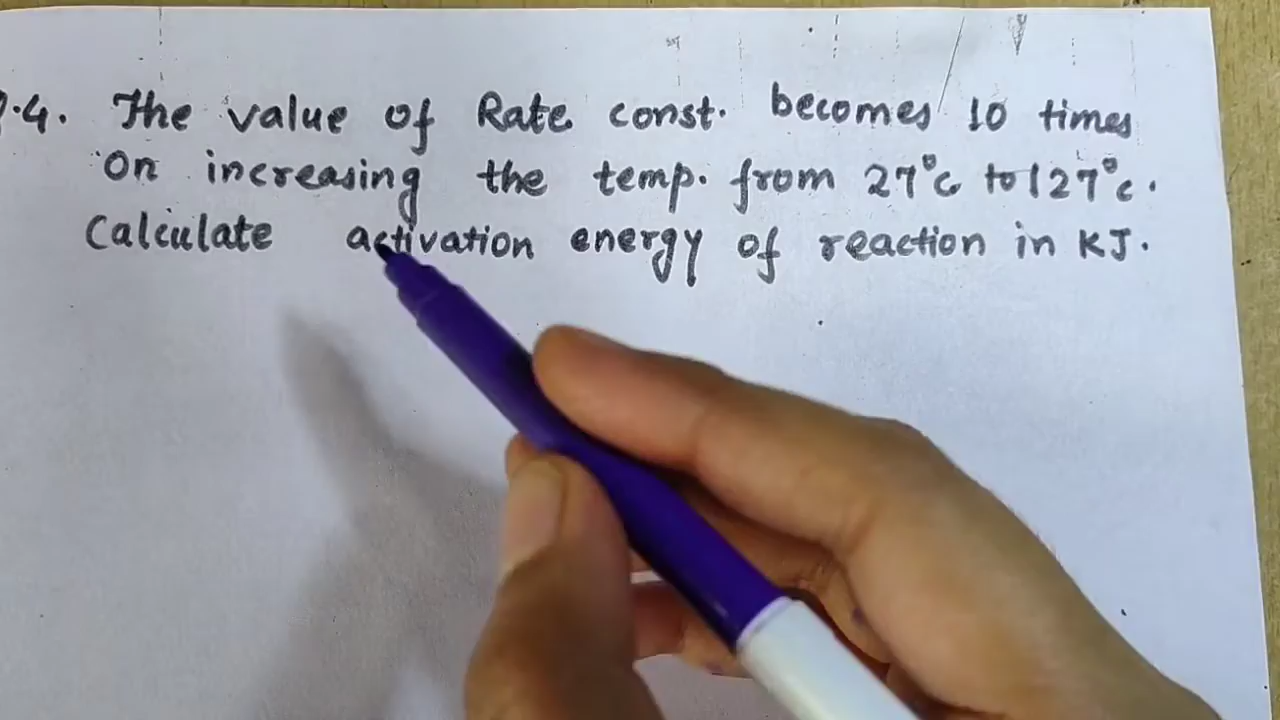 .4. The value of Rate const. becomes 10 times
on increasing the temp. from 27°c to 127°c.
Calculate activation energy of reaction in KJ.